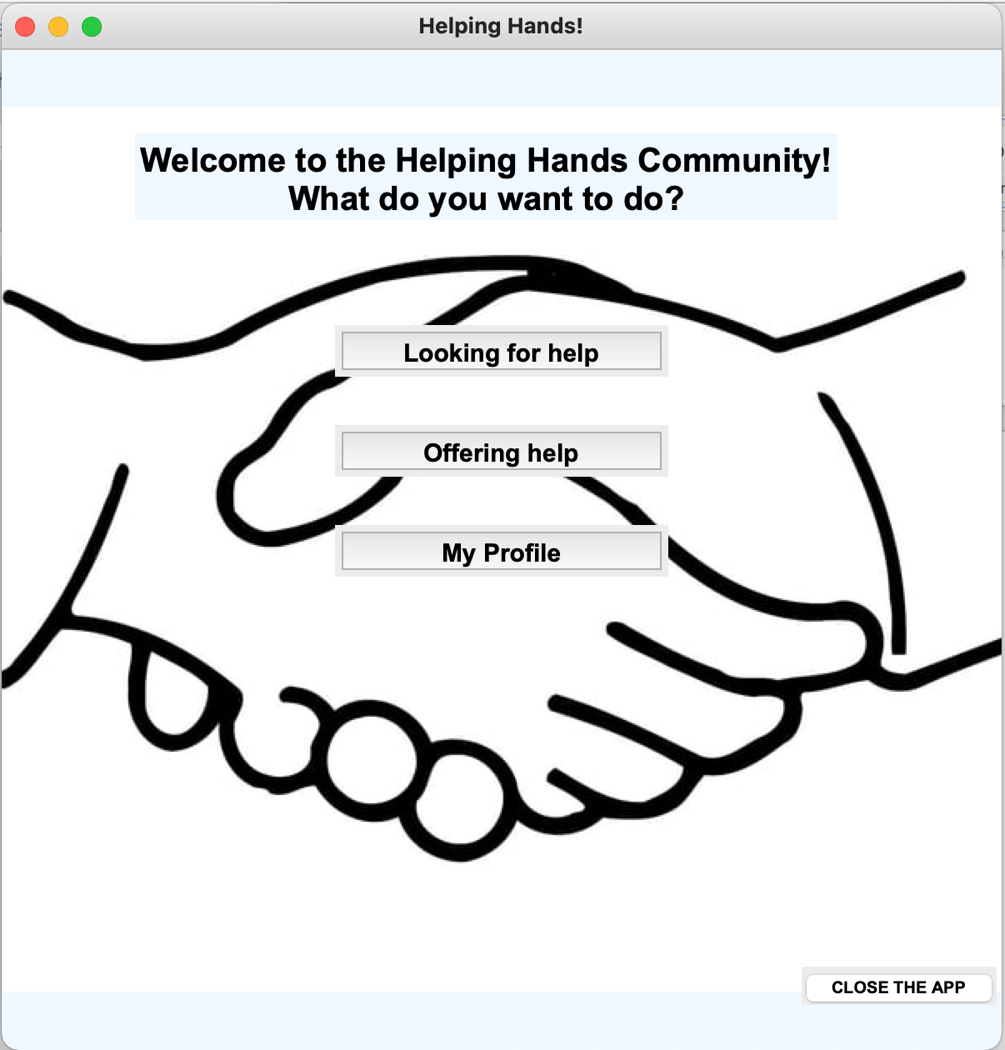 Helping Hands!
Welcome to the Helping Hands Community!
What do you want to do?
Looking for help
Offering help
My Profile
CLOSE THE APP